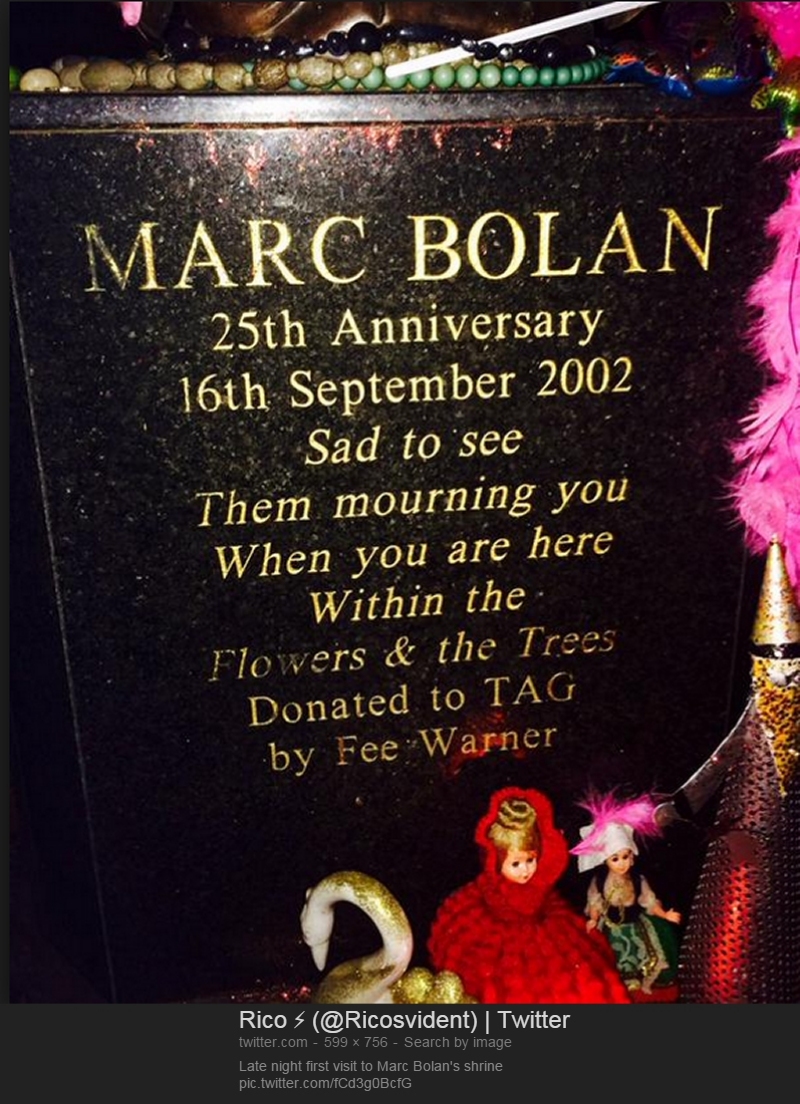 MARC BOLAN
25th Anniversary
16th September 2002
Sad to see
Them mourning you
When you are here
Within the
Flowers & the Trees
Donated to TAG
by Fee Warner
Rico ⚡ (@Ricosvident) | Twitter
twitter.com - 599 × 756 - Search by image
Late night first visit to Marc Bolan's shrine
pic.twitter.com/fCd3g0BcfG